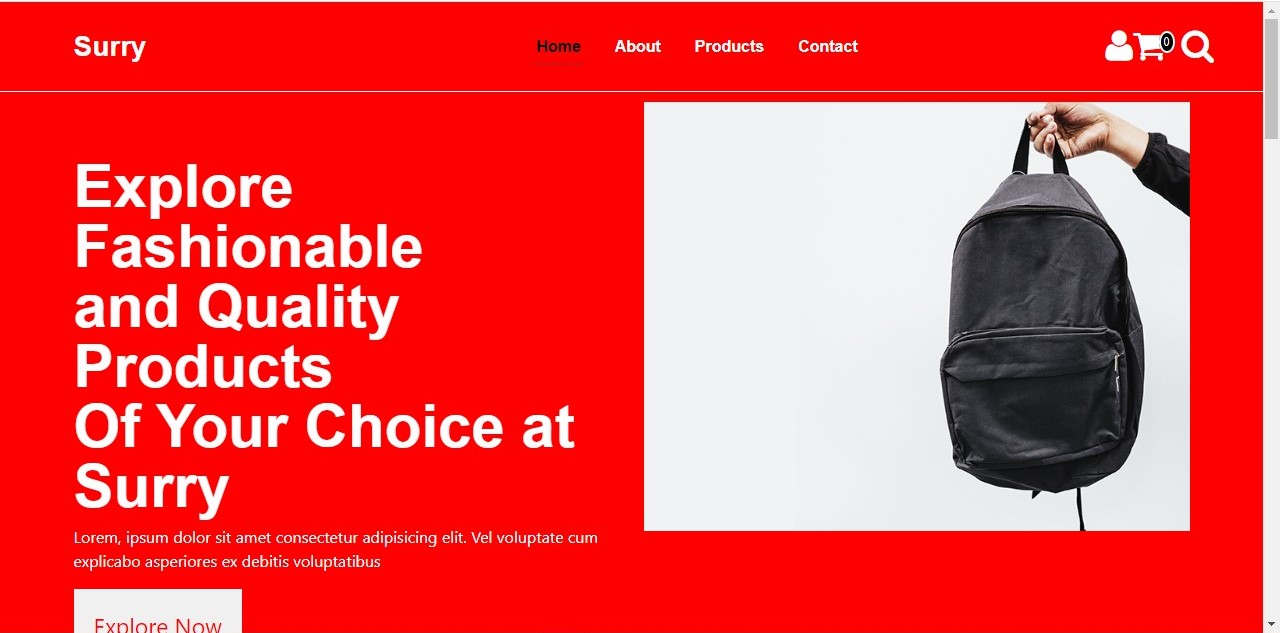 Surry
Home
About
Products
Contact
0
Explore
Fashionable
and Quality
Products
Of Your Choice at
Surry
Lorem, ipsum dolor sit amet consectetur adipisicing elit. Vel voluptate cum
explicabo asperiores ex debitis voluptatibus
Explore Now